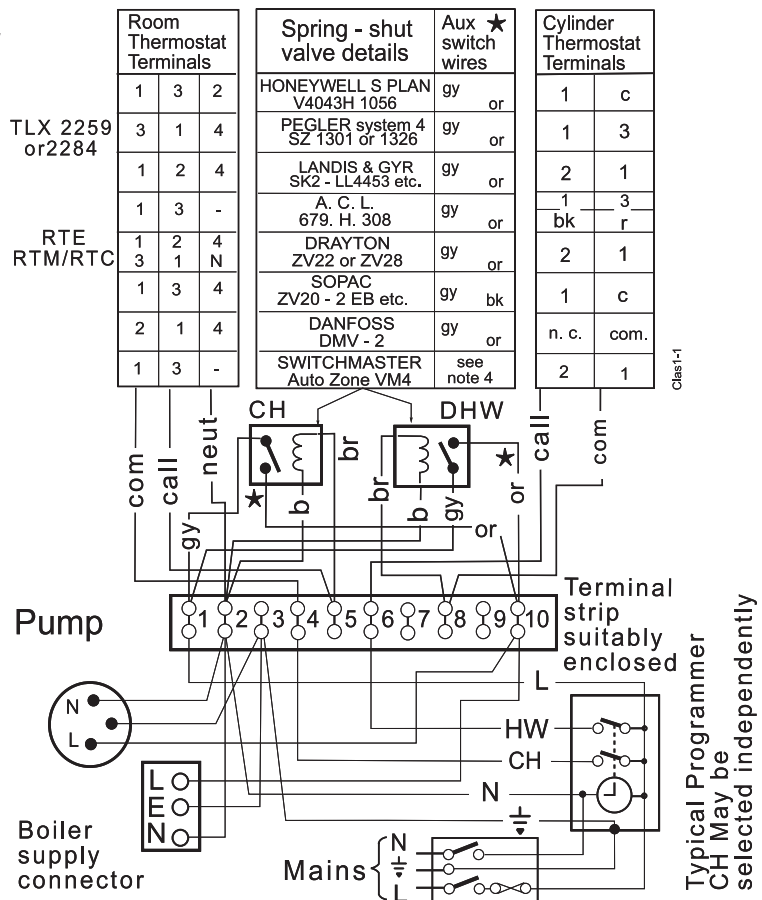 Room
Thermostat
Terminals
Spring - shut
valve details
Aux ★
switch
wires
Cylinder
Thermostat
Terminals
1 3 2
HONEYWELL S PLAN
V4043H 1056
gy
or
1 c
TLX 2259
or2284
3 1 4
PEGLER system 4
SZ 1301 or 1326
gy
or
1 3
1 2 4
LANDIS & GYR
SK2 - LL4453 etc.
gy
or
2 1
1 3 -
A. C. L.
679. H. 308
gy
or
1 3
bk r
RTE
RTM/RTC
1 2 4
3 1 N
DRAYTON
ZV22 or ZV28
gy
or
2 1
1 3 4
SOPAC
ZV20 - 2 EB etc.
gy
bk
1 c
2 1 4
DANFOSS
DMV - 2
gy
or
n. c. com.
1 3 -
SWITCHMASTER
Auto Zone VM4
see
note 4
2 1
Clas1-1
CH
DHW
com
call
neut
gy
★
b
br
br
b
gy
★
or
or
call
com
Pump
1 2 3 4 5 6 7 8 9 10
Terminal
strip
suitably
enclosed
L
N
L
HW
CH
N
L
E
N
Boiler
supply
connector
Mains
N
L
Typical Programmer
CH May be
selected independently